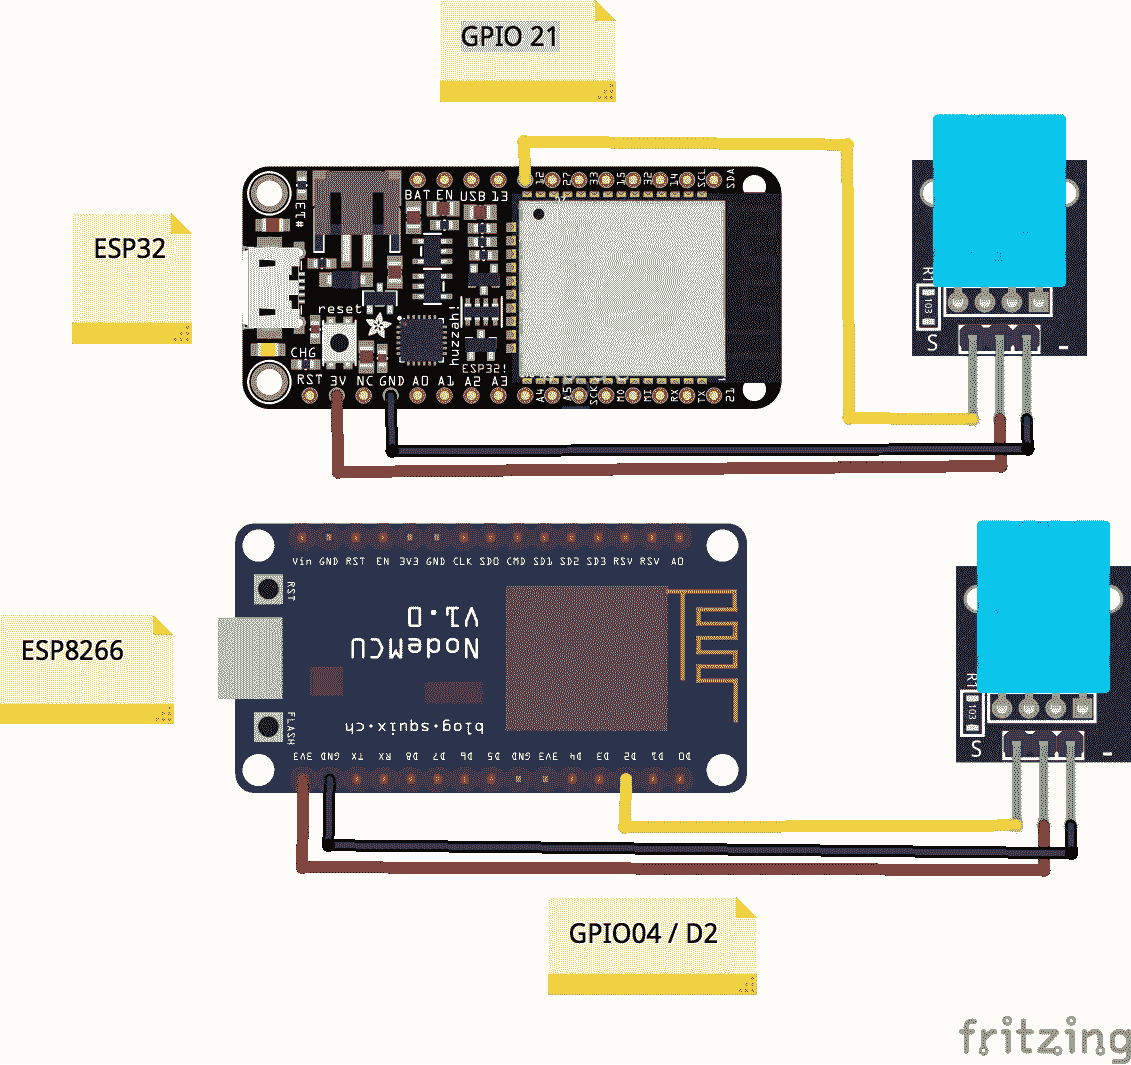 GPIO 21
ESP32
#13
BAT EN USB 13 12 27 33 15 32 14 SCL SDA
reset
CHG
huzzah!
ESP32!
RST 3V NC GND A0 A1 A2 A3 A4 A5 SCK MO MI RX TX 21
R1
103
S -
ESP8266
Vin GND RST EN 3V3 GND CLK SD0 CMD SD1 SD2 SD3 RSV RSV A0
RST
V1.0
NodeMCU
blog.squix.ch
FLASH
3V3 GND TX RX D8 D7 D6 D5 GND 3V3 D4 D3 D2 D1 D0
R1
103
S -
GPIO04 / D2
fritzing